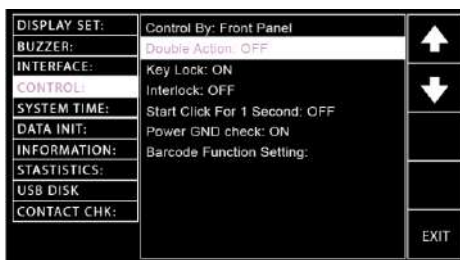 DISPLAY SET:
BUZZER:
INTERFACE:
CONTROL:
SYSTEM TIME:
DATA INIT:
INFORMATION:
STASTISTICS:
USB DISK
CONTACT CHK:
Control By: Front Panel
Double Action: OFF
Key Lock: ON
Interlock: OFF
Start Click For 1 Second: OFF
Power GND check: ON
Barcode Function Setting:
EXIT